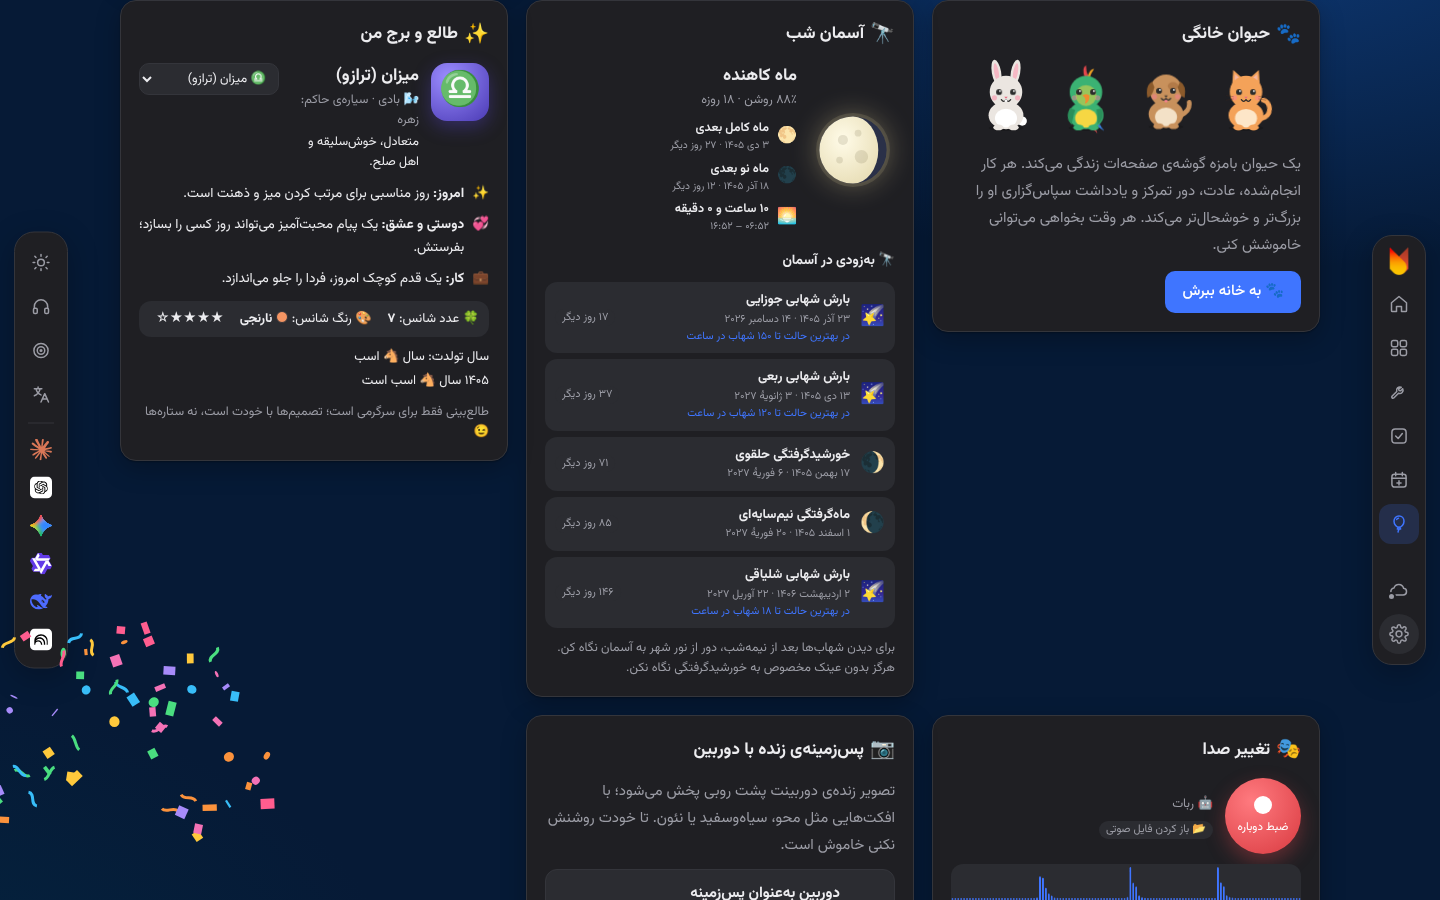 🐾 حیوان خانگی
یک حیوان بامزه گوشه‌ی صفحه‌ات زندگی می‌کند. هر کار
انجام‌شده، عادت، دور تمرکز و یادداشت سپاس‌گزاری او را
بزرگ‌تر و خوشحال‌تر می‌کند. هر وقت بخواهی می‌توانی
خاموشش کنی.
🐾 به خانه ببرش
🔭 آسمان شب
ماه کاهنده
۸۸٪ روشن · ۱۸ روزه
ماه کامل بعدی
۳ دی ۱۴۰۵ · ۲۷ روز دیگر
ماه نو بعدی
۱۸ آذر ۱۴۰۵ · ۱۲ روز دیگر
۱۰ ساعت و ۰ دقیقه
۰۶:۵۲ – ۱۶:۵۲
🔭 به‌زودی در آسمان
بارش شهابی جوزایی
۲۳ آذر ۱۴۰۵ · ۱۴ دسامبر ۲۰۲۶
در بهترین حالت تا ۱۵۰ شهاب در ساعت
۱۷ روز دیگر
بارش شهابی ربعی
۱۳ دی ۱۴۰۵ · ۳ ژانویهٔ ۲۰۲۷
در بهترین حالت تا ۱۲۰ شهاب در ساعت
۳۷ روز دیگر
خورشیدگرفتگی حلقوی
۱۷ بهمن ۱۴۰۵ · ۶ فوریهٔ ۲۰۲۷
۷۱ روز دیگر
ماه‌گرفتگی نیم‌سایه‌ای
۱ اسفند ۱۴۰۵ · ۲۰ فوریهٔ ۲۰۲۷
۸۵ روز دیگر
بارش شهابی شلیاقی
۲ اردیبهشت ۱۴۰۶ · ۲۲ آوریل ۲۰۲۷
در بهترین حالت تا ۱۸ شهاب در ساعت
۱۴۶ روز دیگر
برای دیدن شهاب‌ها بعد از نیمه‌شب، دور از نور شهر به آسمان نگاه کن.
هرگز بدون عینک مخصوص به خورشیدگرفتگی نگاه نکن.
✨ طالع و برج من
میزان (ترازو)
♎ میزان (ترازو)
🌬️ بادی · سیاره‌ی حاکم:
زهره
متعادل، خوش‌سلیقه و
اهل صلح.
✨ امروز: روز مناسبی برای مرتب کردن میز و ذهنت است.
💞 دوستی و عشق: یک پیام محبت‌آمیز می‌تواند روز کسی را بسازد؛
بفرستش.
💼 کار: یک قدم کوچک امروز، فردا را جلو می‌اندازد.
🍀 عدد شانس: ۷ 🎨 رنگ شانس: نارنجی ★★★★☆
سال تولدت: سال 🐴 اسب
۱۴۰۵ سال 🐴 اسب است
طالع‌بینی فقط برای سرگرمی است؛ تصمیم‌ها با خودت است، نه ستاره‌ها
😉
🎭 تغییر صدا
🤖 ربات
ضبط دوباره
📂 باز کردن فایل صوتی
📷 پس‌زمینه‌ی زنده با دوربین
تصویر زنده‌ی دوربینت پشت روبی پخش می‌شود؛ با
افکت‌هایی مثل محو، سیاه‌وسفید یا نئون. تا خودت روشنش
نکنی خاموش است.
دوربین به‌عنوان پس‌زمینه